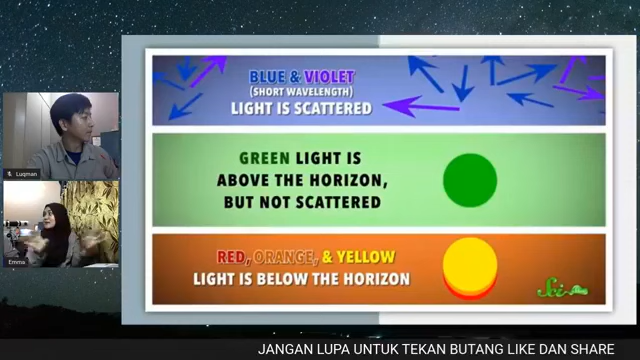 BLUE & VIOLET
(SHORT WAVELENGTH)
LIGHT IS SCATTERED
GREEN LIGHT IS
ABOVE THE HORIZON,
BUT NOT SCATTERED
RED, ORANGE, & YELLOW
LIGHT IS BELOW THE HORIZON
Sci
Luqman
Emma
JANGAN LUPA UNTUK TEKAN BUTANG LIKE DAN SHARE